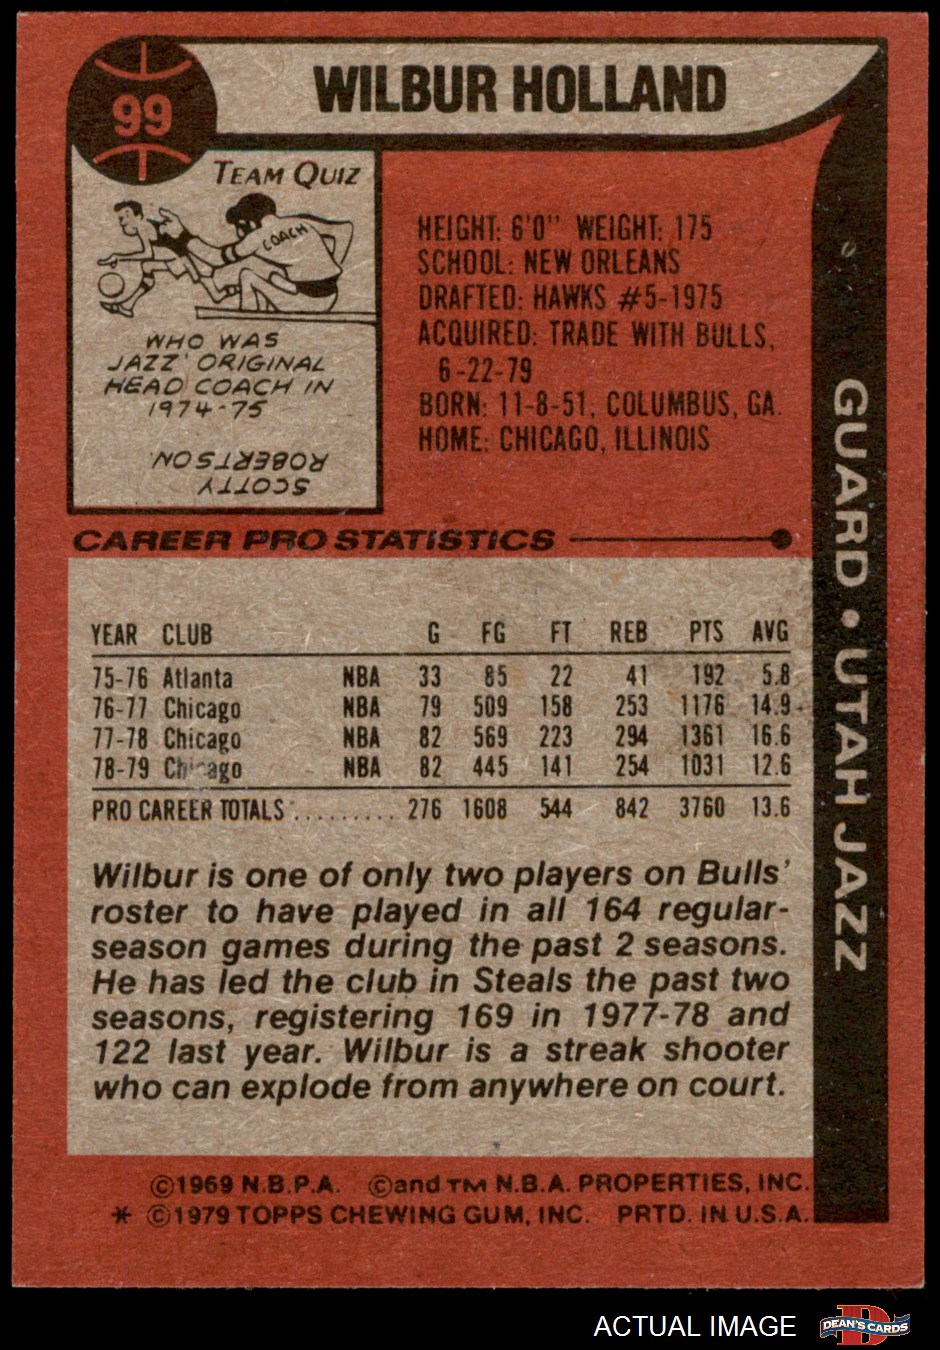 99
WILBUR HOLLAND
TEAM QUIZ
COACH
WHO WAS
JAZZ' ORIGINAL
HEAD COACH IN
1974-75
SCOTTY
ROBERTSON.
HEIGHT: 6'0" WEIGHT: 175
SCHOOL: NEW ORLEANS
DRAFTED: HAWKS #5-1975
ACQUIRED: TRADE WITH BULLS,
6-22-79
BORN: 11-8-51, COLUMBUS, GA.
HOME: CHICAGO, ILLINOIS
GUARD • UTAH JAZZ
CAREER PRO STATISTICS
YEAR CLUB G FG FT REB PTS AVG
75-76 Atlanta NBA 33 85 22 41 192 5.8
76-77 Chicago NBA 79 509 158 253 1176 14.9
77-78 Chicago NBA 82 569 223 294 1361 16.6
78-79 Chicago NBA 82 445 141 254 1031 12.6
PRO CAREER TOTALS .......... 276 1608 544 842 3760 13.6
Wilbur is one of only two players on Bulls'
roster to have played in all 164 regular-
season games during the past 2 seasons.
He has led the club in Steals the past two
seasons, registering 169 in 1977-78 and
122 last year. Wilbur is a streak shooter
who can explode from anywhere on court.
©1969 N.B.P.A. ©and TM N.B.A. PROPERTIES, INC.
* ©1979 TOPPS CHEWING GUM, INC. PRTD. IN U.S.A.
ACTUAL IMAGE
D
DEAN'S CARDS